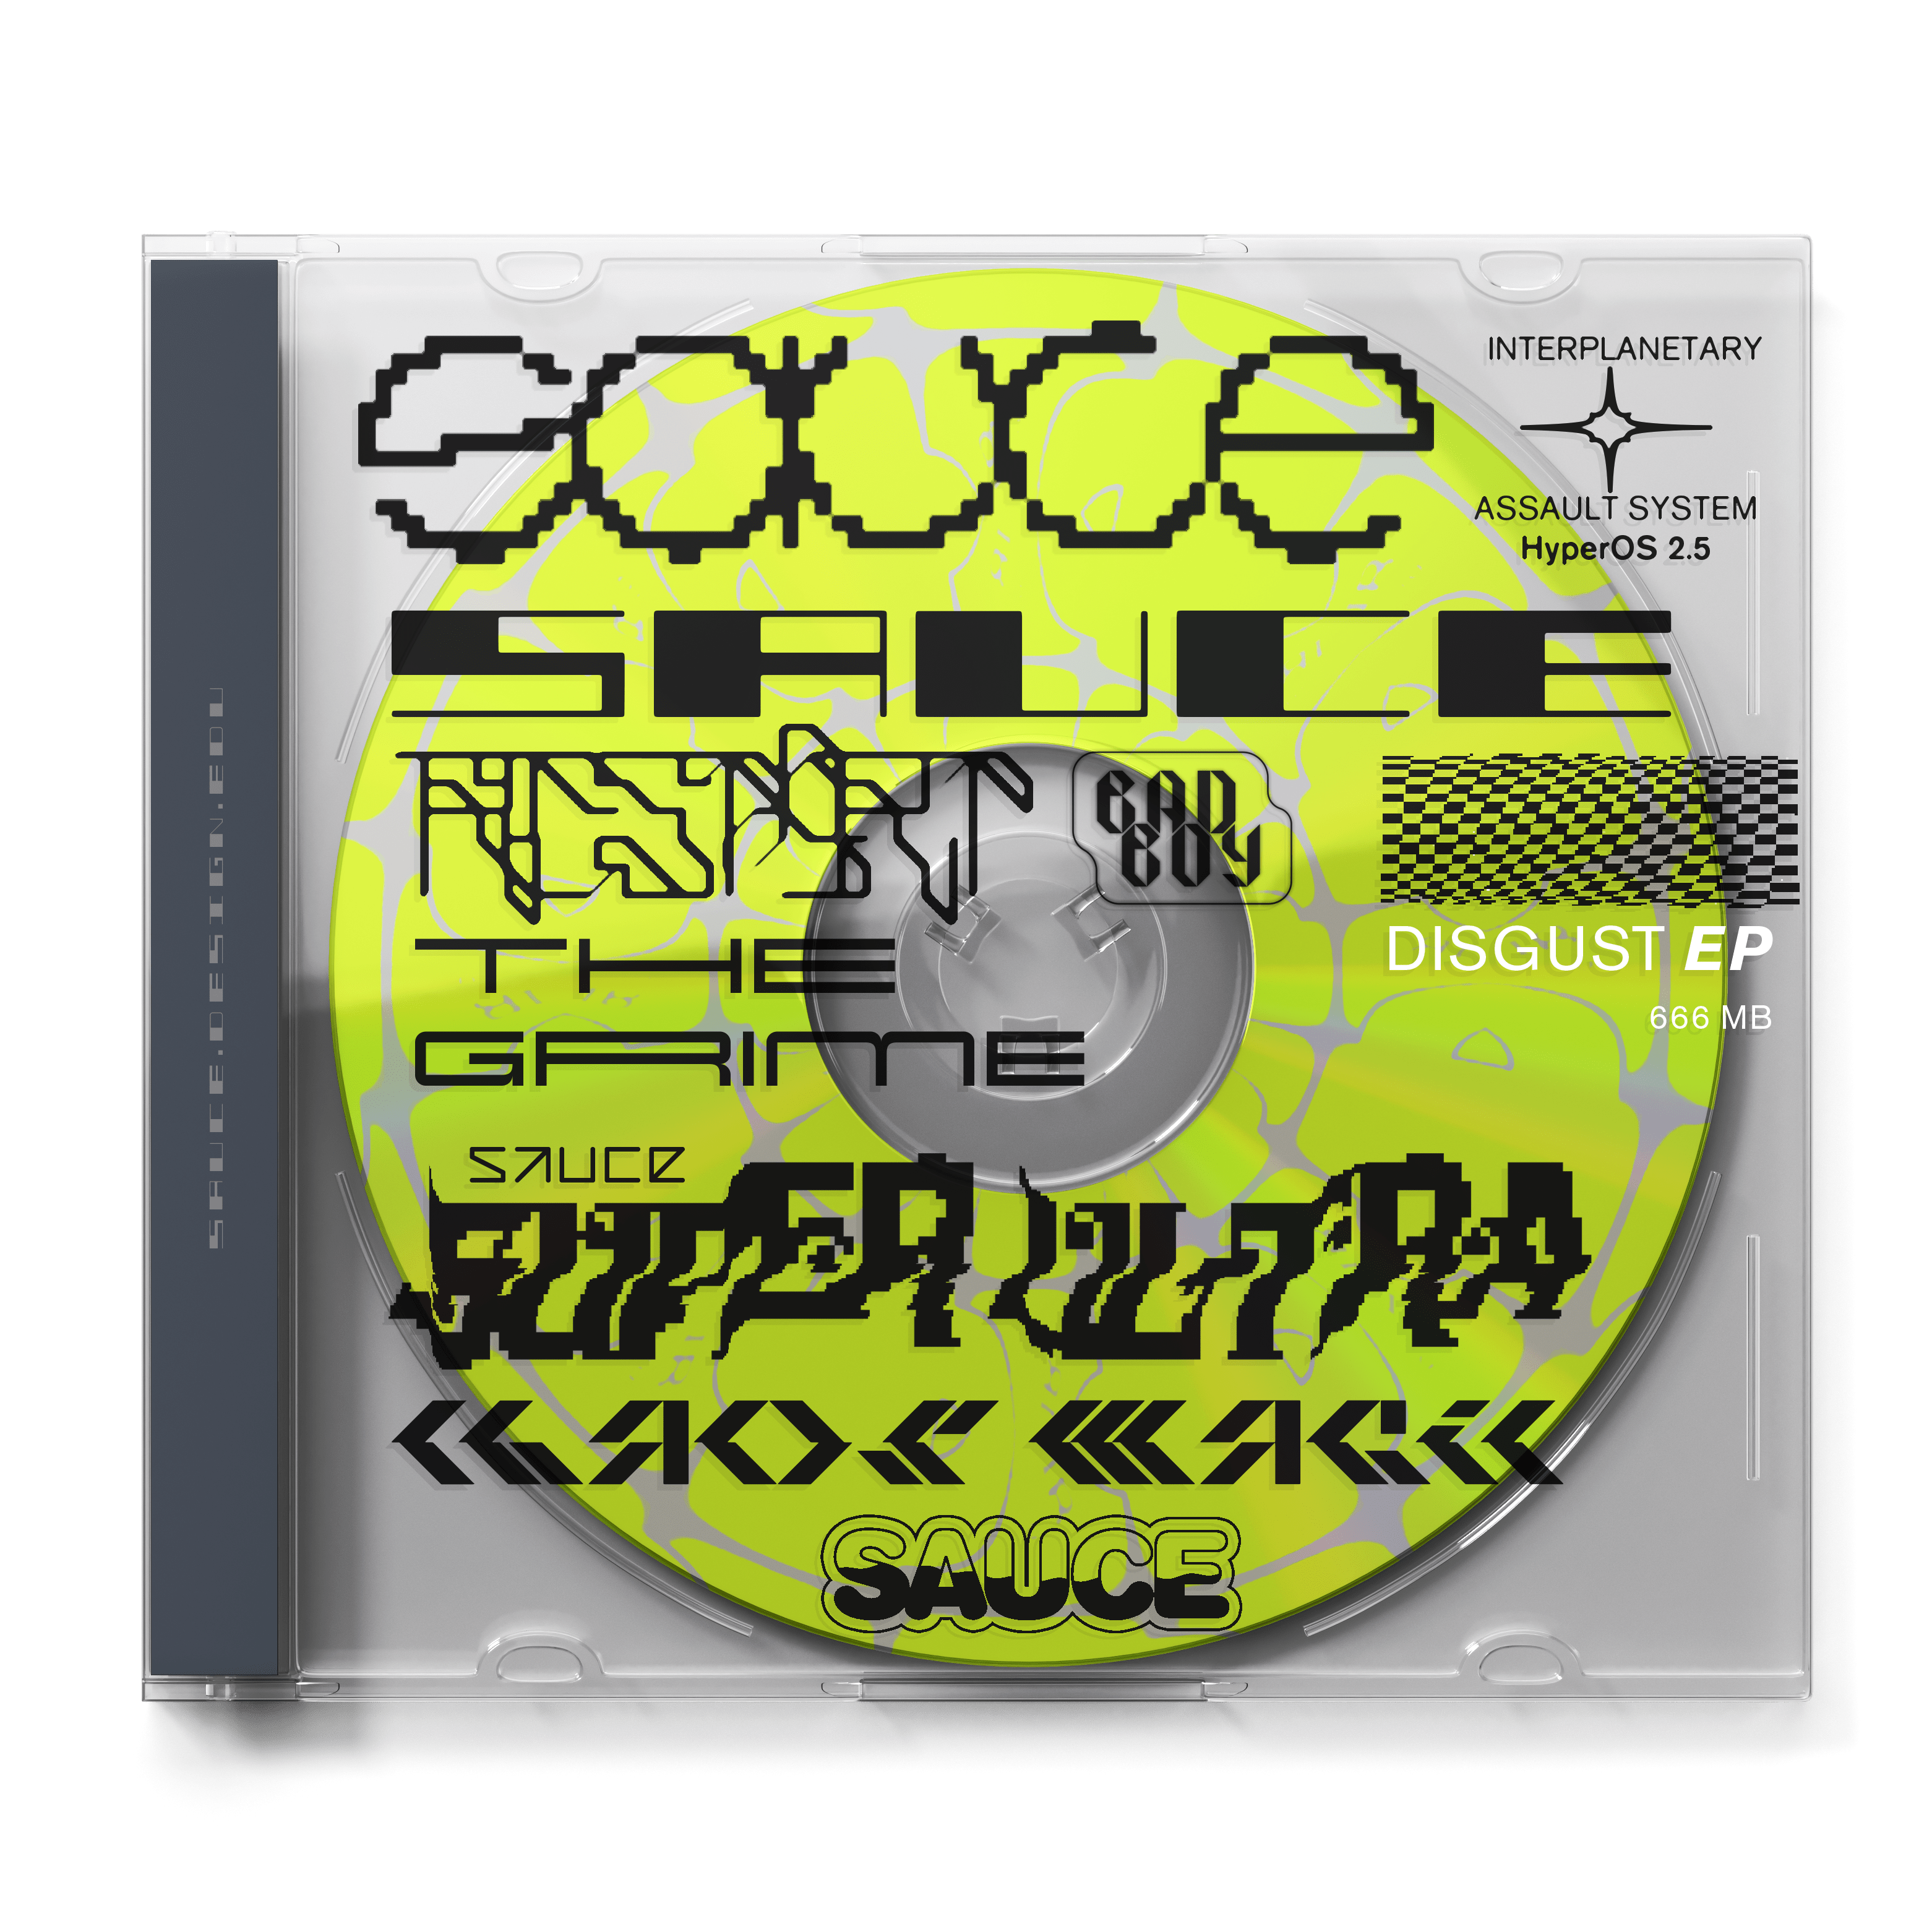 sauce
INTERPLANETARY
ASSAULT SYSTEM
HyperOS 2.5
SAUCE
BAD
BOY
DISGUST EP
666 MB
THE
GRIME
SAUCE
SUPER ULTRA
SAUCE
SAUCE.DESIGN.EDU